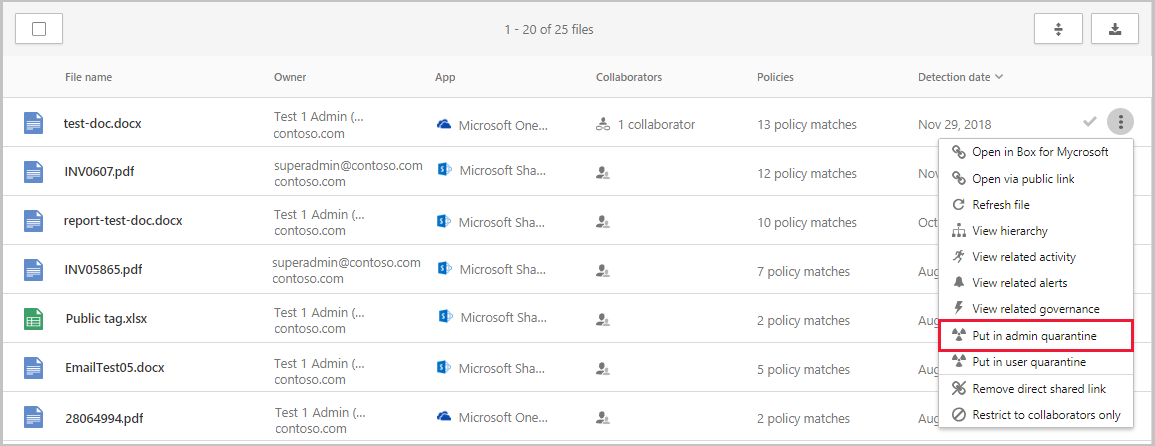 1 - 20 of 25 files
File name Owner App Collaborators Policies Detection date
test-doc.docx Test 1 Admin (... contoso.com Microsoft One... 1 collaborator 13 policy matches Nov 29, 2018
INV0607.pdf superadmin@contoso.com contoso.com Microsoft Sha... 12 policy matches Nov
report-test-doc.docx Test 1 Admin (... contoso.com Microsoft Sha... 10 policy matches Oct
INV05865.pdf superadmin@contoso.com contoso.com Microsoft Sha... 7 policy matches Aug
Public tag.xlsx Test 1 Admin (... contoso.com Microsoft Sha... 2 policy matches Aug
EmailTest05.docx Test 1 Admin (... contoso.com Microsoft Sha... 5 policy matches Aug
28064994.pdf Test 1 Admin (... contoso.com Microsoft One... 4 policy matches Aug
Open in Box for Mycrosoft
Open via public link
Refresh file
View hierarchy
View related activity
View related alerts
View related governance
Put in admin quarantine
Put in user quarantine
Remove direct shared link
Restrict to collaborators only